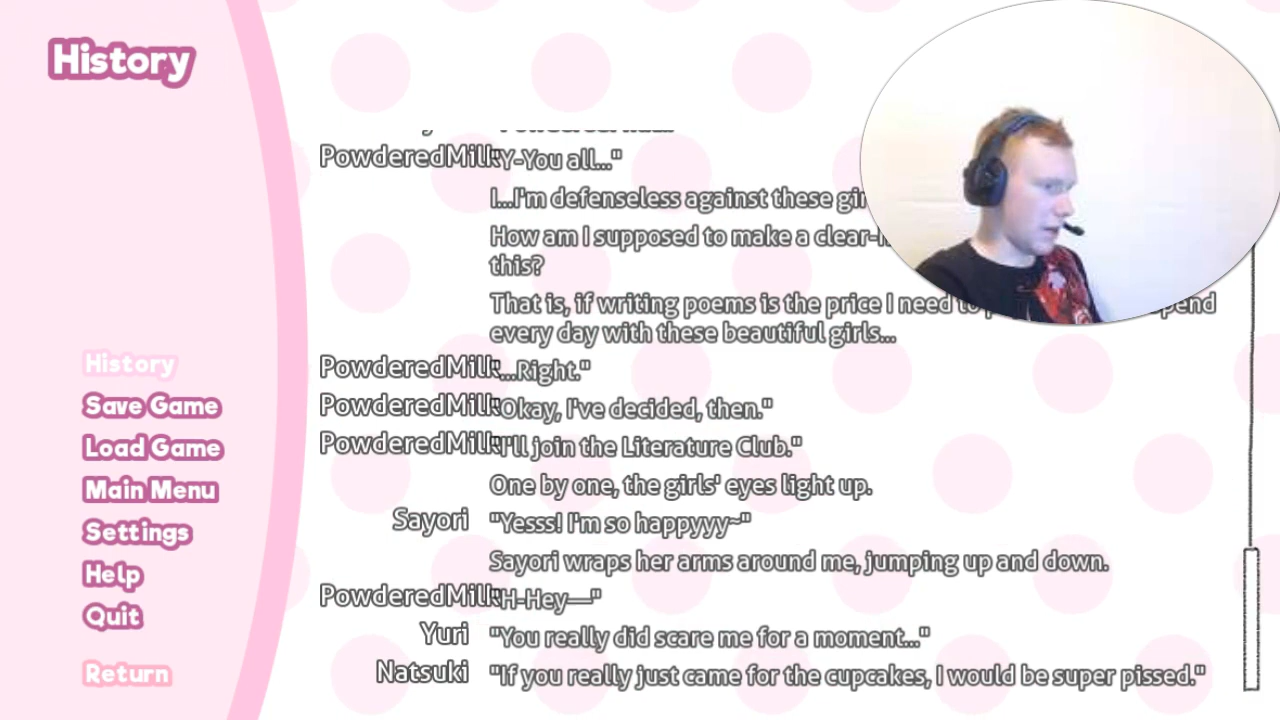 History
PowderedMilk "Y-You all..."
I...I'm defenseless against these
How am I supposed to make a
this?
That is, if writing poems is the price I need
every day with these beautiful girls...
PowderedMilk "...Right."
PowderedMilk "Okay, I've decided, then."
PowderedMilk "I'll join the Literature Club."
One by one, the girls' eyes light up.
Sayori "Yesss! I'm so happyyy~"
Sayori wraps her arms around me, jumping up and down.
PowderedMilk "H-Hey—"
Yuri "You really did scare me for a moment..."
Natsuki "If you really just came for the cupcakes, I would be super pissed."
History
Save Game
Load Game
Main Menu
Settings
Help
Quit
Return